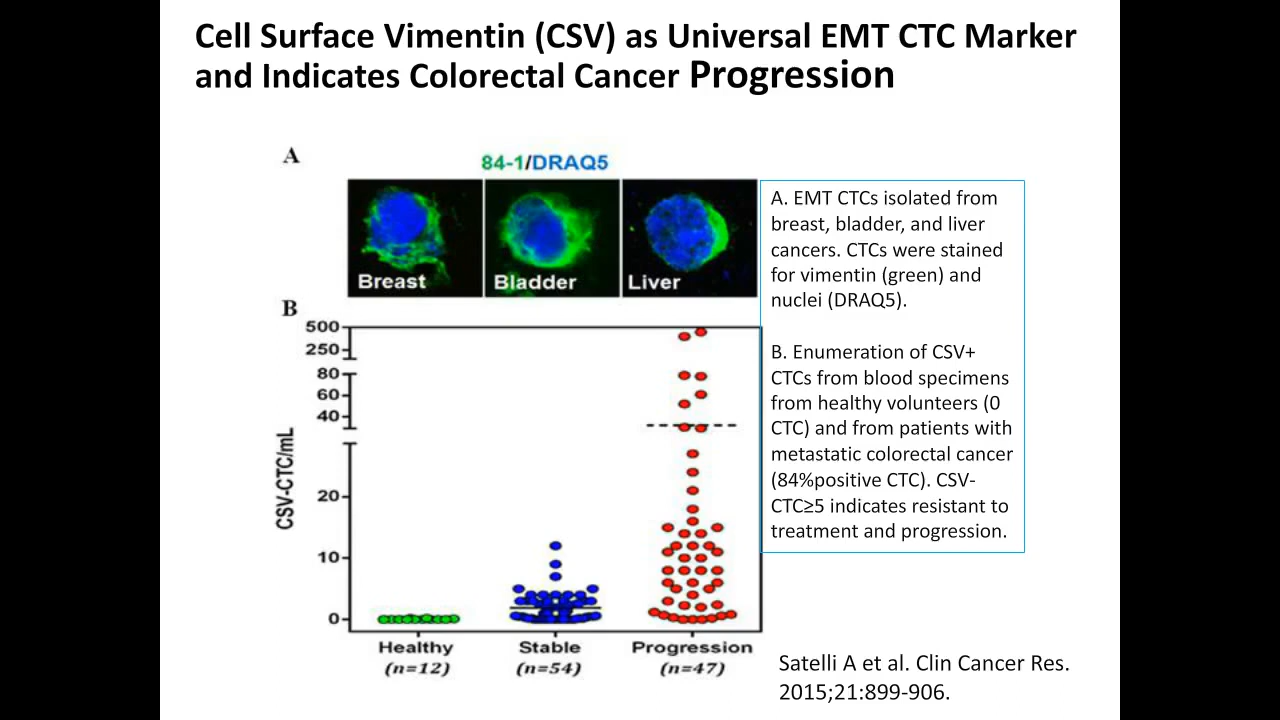 Cell Surface Vimentin (CSV) as Universal EMT CTC Marker
and Indicates Colorectal Cancer Progression
A
84-1/DRAQ5
Breast
Bladder
Liver
A. EMT CTCs isolated from
breast, bladder, and liver
cancers. CTCs were stained
for vimentin (green) and
nuclei (DRAQ5).
B
500
250
80
60
40
20
10
0
CSV-CTC/mL
Healthy
(n=12)
Stable
(n=54)
Progression
(n=47)
B. Enumeration of CSV+
CTCs from blood specimens
from healthy volunteers (0
CTC) and from patients with
metastatic colorectal cancer
(84%positive CTC). CSV-
CTC≥5 indicates resistant to
treatment and progression.
Satelli A et al. Clin Cancer Res.
2015;21:899-906.